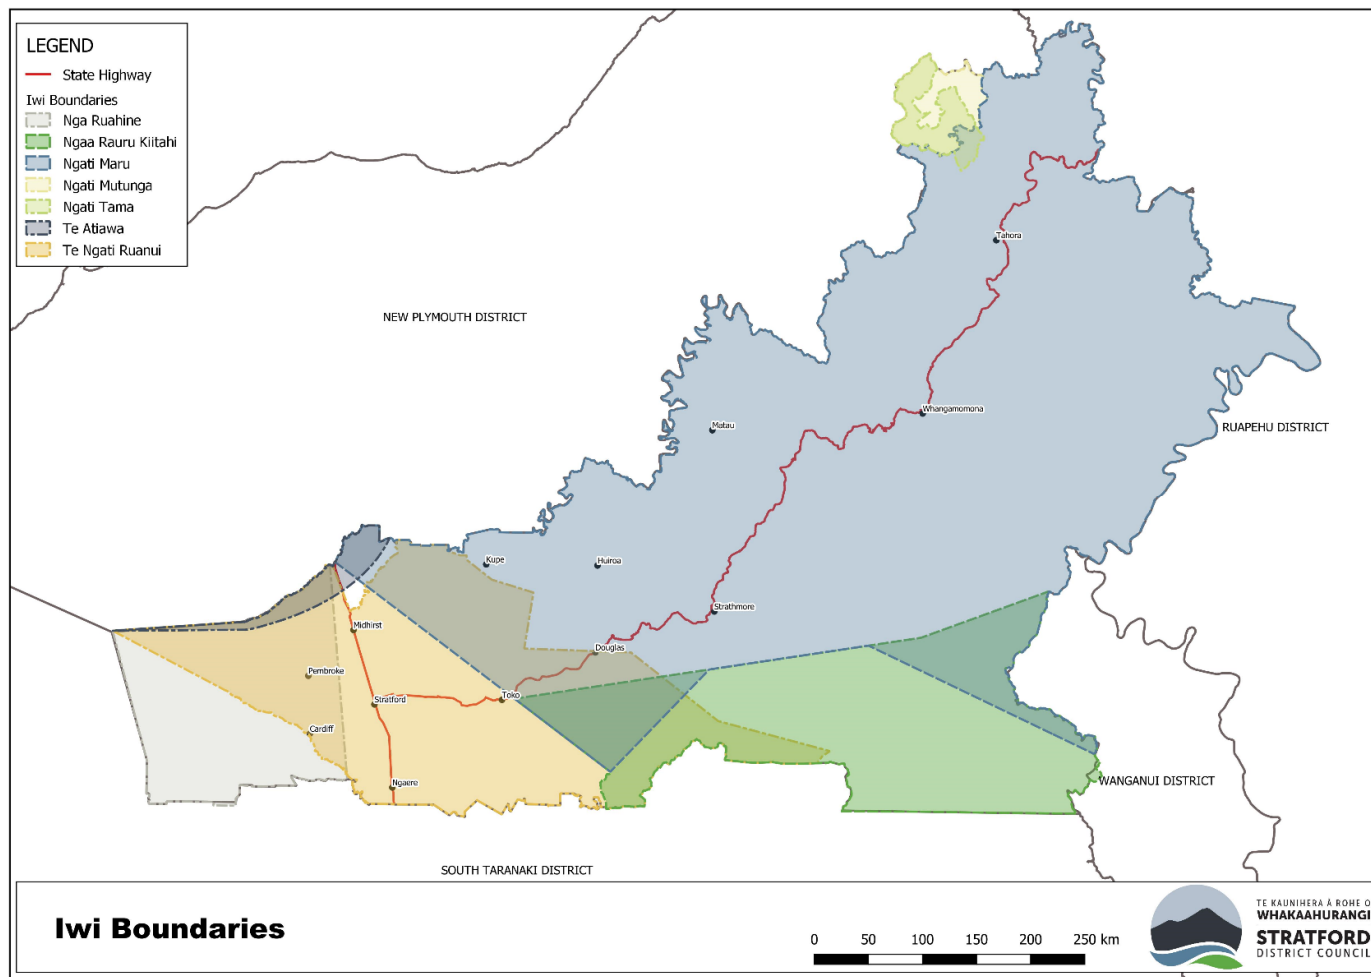 LEGEND
State Highway
Iwi Boundaries
Nga Ruahine
Ngaa Rauru Kiitahi
Ngati Maru
Ngati Mutunga
Ngati Tama
Te Atiawa
Te Ngati Ruanui
Tahora
NEW PLYMOUTH DISTRICT
Whangamomona
Matau
RUAPEHU DISTRICT
Kupe
Huiroa
Strathmore
Midhirst
Douglas
Pembroke
Toko
Stratford
Cardiff
Ngaere
WANGANUI DISTRICT
SOUTH TARANAKI DISTRICT
Iwi Boundaries
0 50 100 150 200 250 km
TE KAUNIHERA Ā ROHE O
WHAKAAHURANGI
STRATFORD
DISTRICT COUNCIL